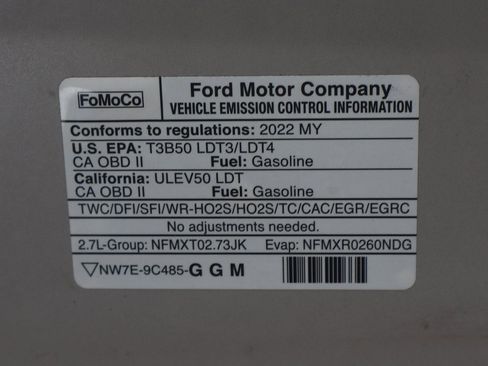 FoMoCo
Ford Motor Company
VEHICLE EMISSION CONTROL INFORMATION
Conforms to regulations: 2022 MY
U.S. EPA: T3B50 LDT3/LDT4
CA OBD II Fuel: Gasoline
California: ULEV50 LDT
CA OBD II Fuel: Gasoline
TWC/DFI/SFI/WR-HO2S/HO2S/TC/CAC/EGR/EGRC
No adjustments needed.
2.7L-Group: NFMXT02.73JK Evap: NFMXR0260NDG
NW7E-9C485-G G M